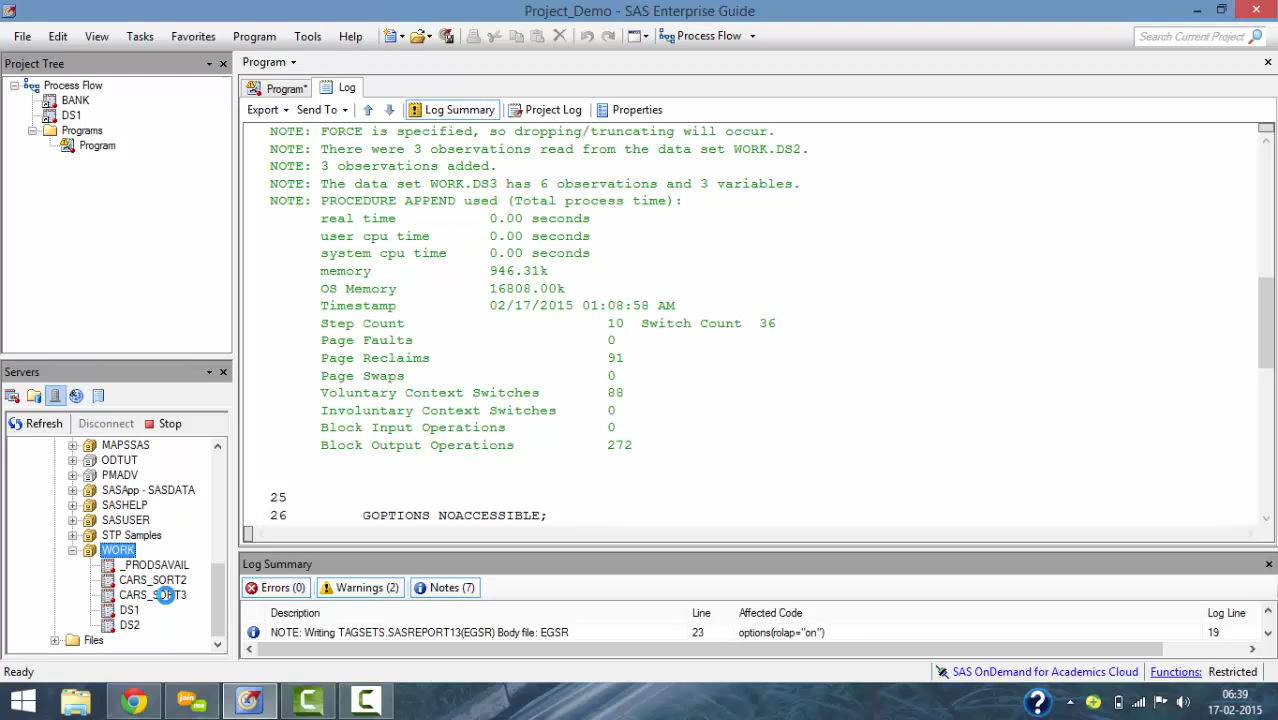 Project_Demo - SAS Enterprise Guide
File Edit View Tasks Favorites Program Tools Help Process Flow Search Current Project
Project Tree
Process Flow
BANK
DS1
Programs
Program
Servers
Refresh Disconnect Stop
MAPSSAS
ODTUT
PMADV
SASApp - SASDATA
SASHELP
SASUSER
STP Samples
WORK
_PRODSAVAIL
CARS_SORT2
CARS_SORT3
DS1
DS2
Files
Program
Program* Log
Export Send To Log Summary Project Log Properties
NOTE: FORCE is specified, so dropping/truncating will occur.
NOTE: There were 3 observations read from the data set WORK.DS2.
NOTE: 3 observations added.
NOTE: The data set WORK.DS3 has 6 observations and 3 variables.
NOTE: PROCEDURE APPEND used (Total process time):
real time 0.00 seconds
user cpu time 0.00 seconds
system cpu time 0.00 seconds
memory 946.31k
OS Memory 16808.00k
Timestamp 02/17/2015 01:08:58 AM
Step Count 10 Switch Count 36
Page Faults 0
Page Reclaims 91
Page Swaps 0
Voluntary Context Switches 88
Involuntary Context Switches 0
Block Input Operations 0
Block Output Operations 272
25
26 GOPTIONS NOACCESSIBLE;
Log Summary
Errors (0) Warnings (2) Notes (7)
Description Line Affected Code Log Line
NOTE: Writing TAGSETS.SASREPORT13(EGSR) Body file: EGSR 23 options(rolap="on") 19
Ready SAS OnDemand for Academics Cloud Functions: Restricted
join me
06:39
17-02-2015